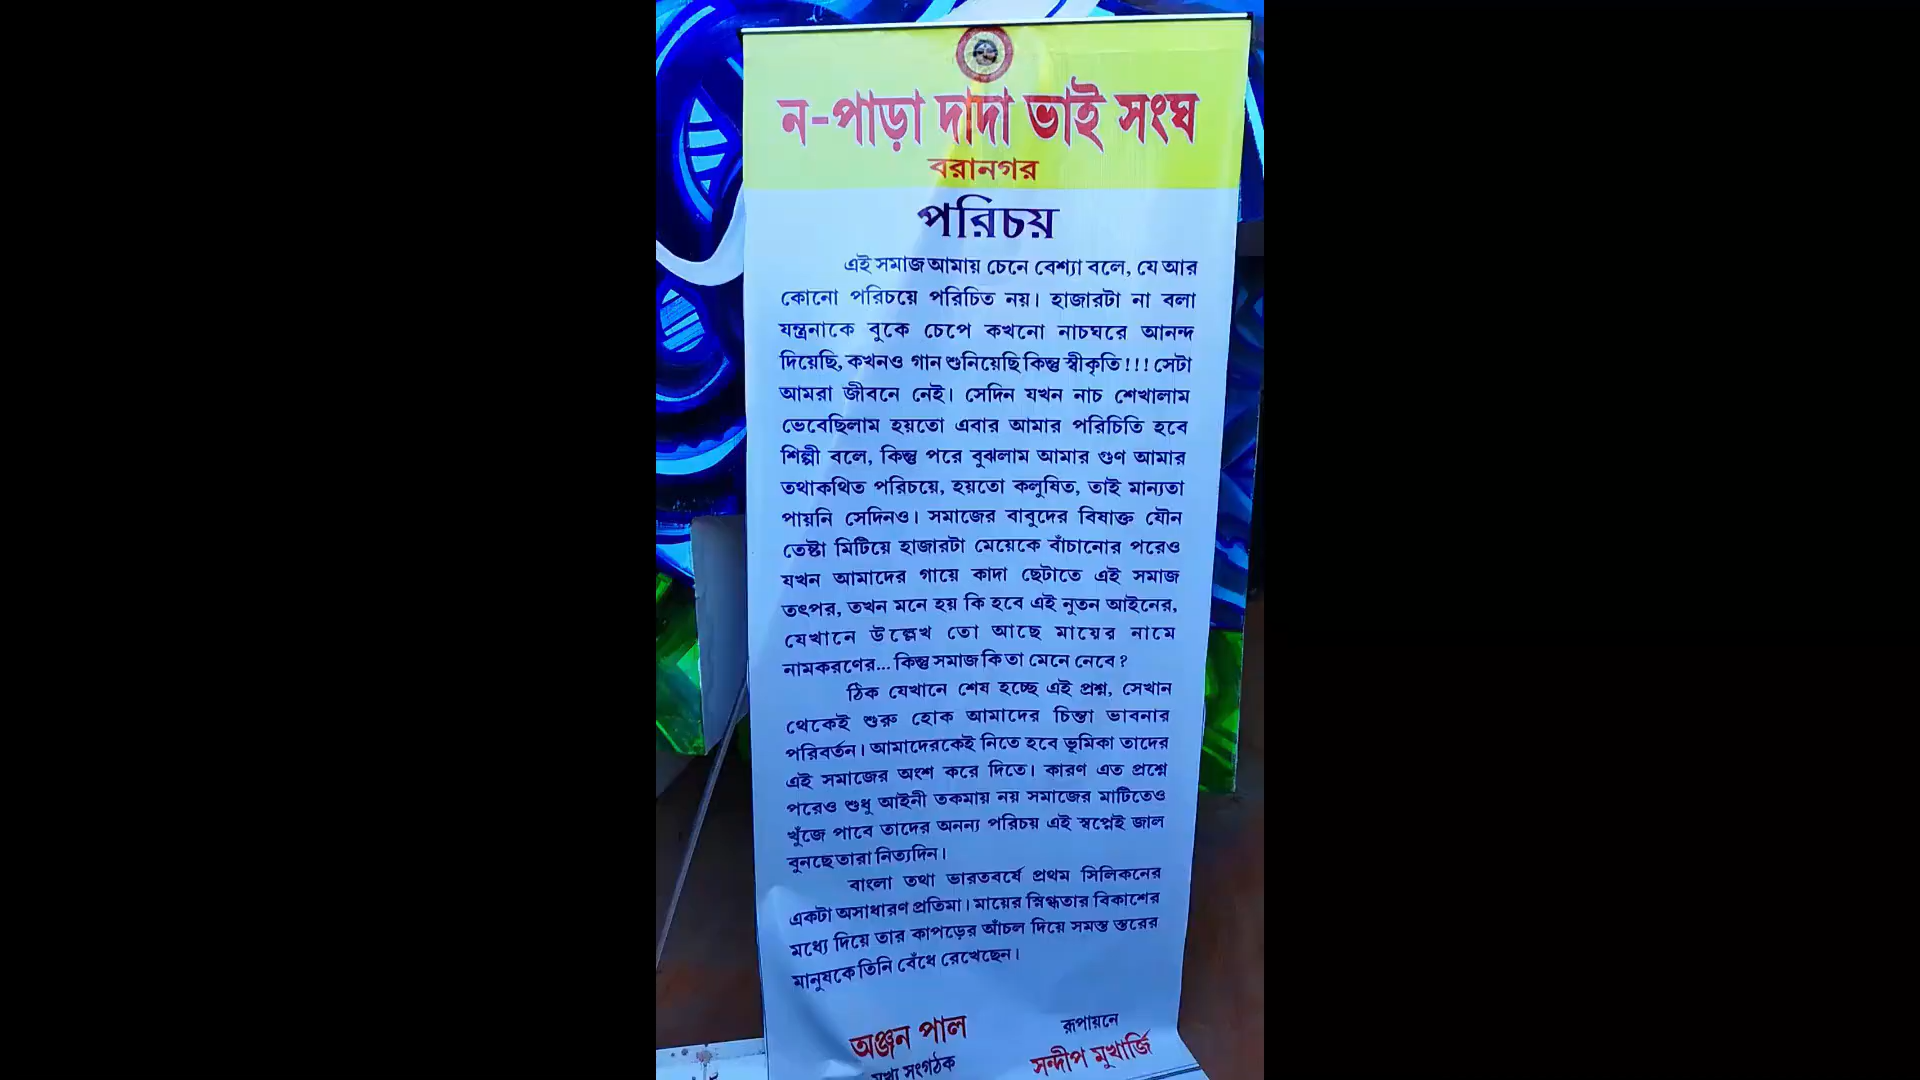 ন-পাড়া দাদা ভাই সংঘ
বরানগর
পরিচয়
এই সমাজ আমায় চেনে বেশ্যা বলে, যে আর
কোনো পরিচয়ে পরিচিত নয়। হাজারটা না বলা
যন্ত্রনাকে বুকে চেপে কখনো নাচঘরে আনন্দ
দিয়েছি, কখনও গান শুনিয়েছি কিন্তু স্বীকৃতি!!! সেটা
আমরা জীবনে নেই। সেদিন যখন নাচ শেখালাম
ভেবেছিলাম হয়তো এবার আমার পরিচিতি হবে
শিল্পী বলে, কিন্তু পরে বুঝলাম আমার গুণ আমার
তথাকথিত পরিচয়ে, হয়তো কলুষিত, তাই মান্যতা
পায়নি সেদিনও। সমাজের বাবুদের বিষাক্ত যৌন
তেষ্টা মিটিয়ে হাজারটা মেয়েকে বাঁচানোর পরেও
যখন আমাদের গায়ে কাদা ছেটাতে এই সমাজ
তৎপর, তখন মনে হয় কি হবে এই নুতন আইনের,
যেখানে উল্লেখ তো আছে মায়ের নামে
নামকরণের... কিন্তু সমাজ কি তা মেনে নেবে?
ঠিক যেখানে শেষ হচ্ছে এই প্রশ্ন, সেখান
থেকেই শুরু হোক আমাদের চিন্তা ভাবনার
পরিবর্তন। আমাদেরকেই নিতে হবে ভূমিকা তাদের
এই সমাজের অংশ করে দিতে। কারণ এত প্রশ্নে
পরেও শুধু আইনী তকমায় নয় সমাজের মাটিতেও
খুঁজে পাবে তাদের অনন্য পরিচয় এই স্বপ্নেই জাল
বুনছে তারা নিত্যদিন।
বাংলা তথা ভারতবর্ষে প্রথম সিলিকনের
একটা অসাধারণ প্রতিমা। মায়ের স্নিগ্ধতার বিকাশের
মধ্যে দিয়ে তার কাপড়ের আঁচল দিয়ে সমস্ত স্তরের
মানুষকে তিনি বেঁধে রেখেছেন।
অঞ্জন পাল
মুখ্য সংগঠক
রূপায়নে
সন্দীপ মুখার্জি